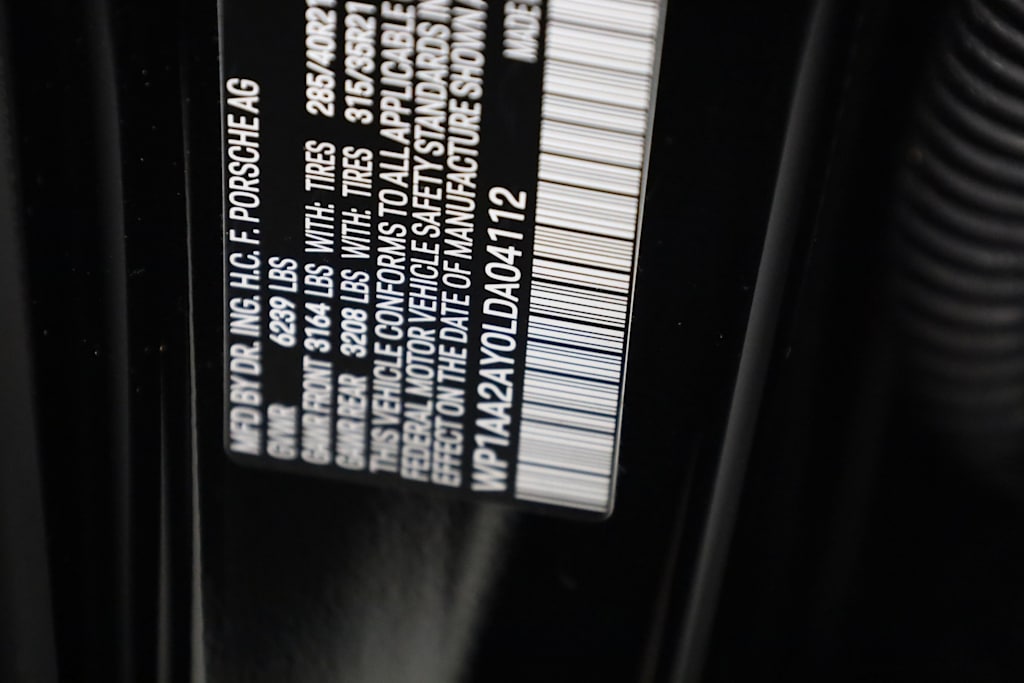 MFD BY DR. ING. H.C. F. PORSCHE AG
GVWR 6239 LBS
GAWR FRONT 3164 LBS WITH: TIRES 285/40R21
GAWR REAR 3208 LBS WITH: TIRES 315/35R21
THIS VEHICLE CONFORMS TO ALL APPLICABLE
FEDERAL MOTOR VEHICLE SAFETY STANDARDS IN
EFFECT ON THE DATE OF MANUFACTURE SHOWN
WP1AA2AY0LDA04112 MADE